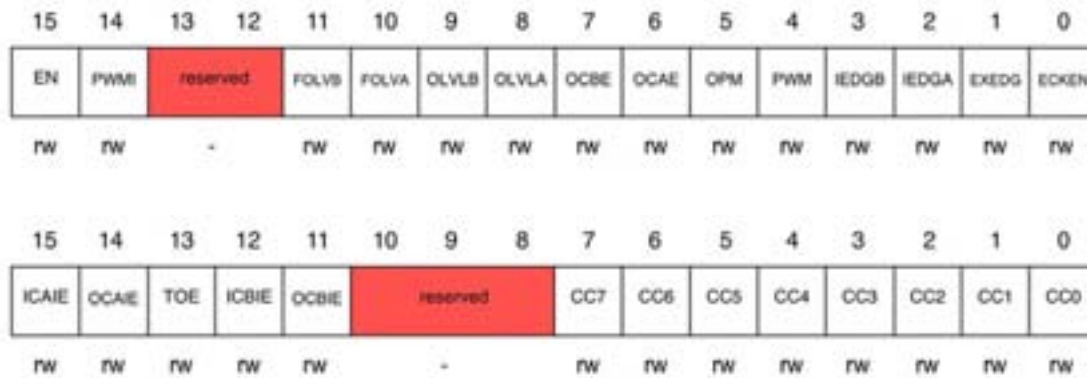 15 14 13 12 11 10 9 8 7 6 5 4 3 2 1 0
EN PWMI reserved FOLVB FOLVA OLVLB OLVLA OCBE OCAE OPM PWM IEDGB IEDGA EXEDG ECKEN
rw rw - rw rw rw rw rw rw rw rw rw rw rw rw
15 14 13 12 11 10 9 8 7 6 5 4 3 2 1 0
ICAIE OCAIE TOE ICBIE OCBIE reserved CC7 CC6 CC5 CC4 CC3 CC2 CC1 CC0
rw rw rw rw rw - rw rw rw rw rw rw rw rw